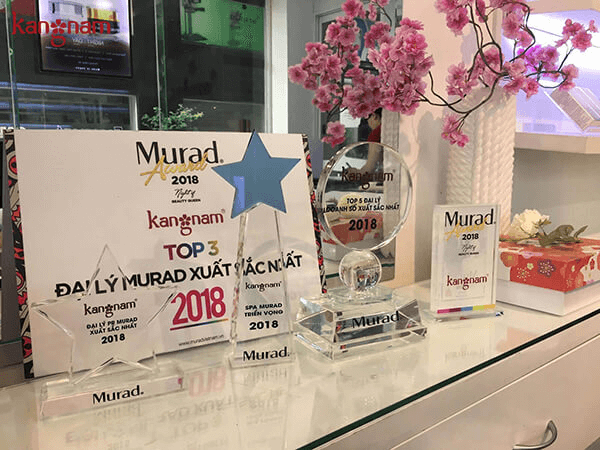 kangnam
Murad.
Award
2018
Night of
BEAUTY QUEEN
kangnam
TOP 3
ĐẠI LÝ MURAD XUẤT SẮC NHẤT
2018
www.muradvietnam.vn
kangnam
ĐẠI LÝ PR MURAD
XUẤT SẮC NHẤT
2018
Murad.
kangnam
SPA MURAD
TRIỂN VỌNG
2018
Murad.
kangnam
TOP 5 ĐẠI LÝ
DOANH SỐ XUẤT SẮC NHẤT
2018
Murad.
Murad.
Award
2018
Night of
BEAUTY QUEEN
kangnam